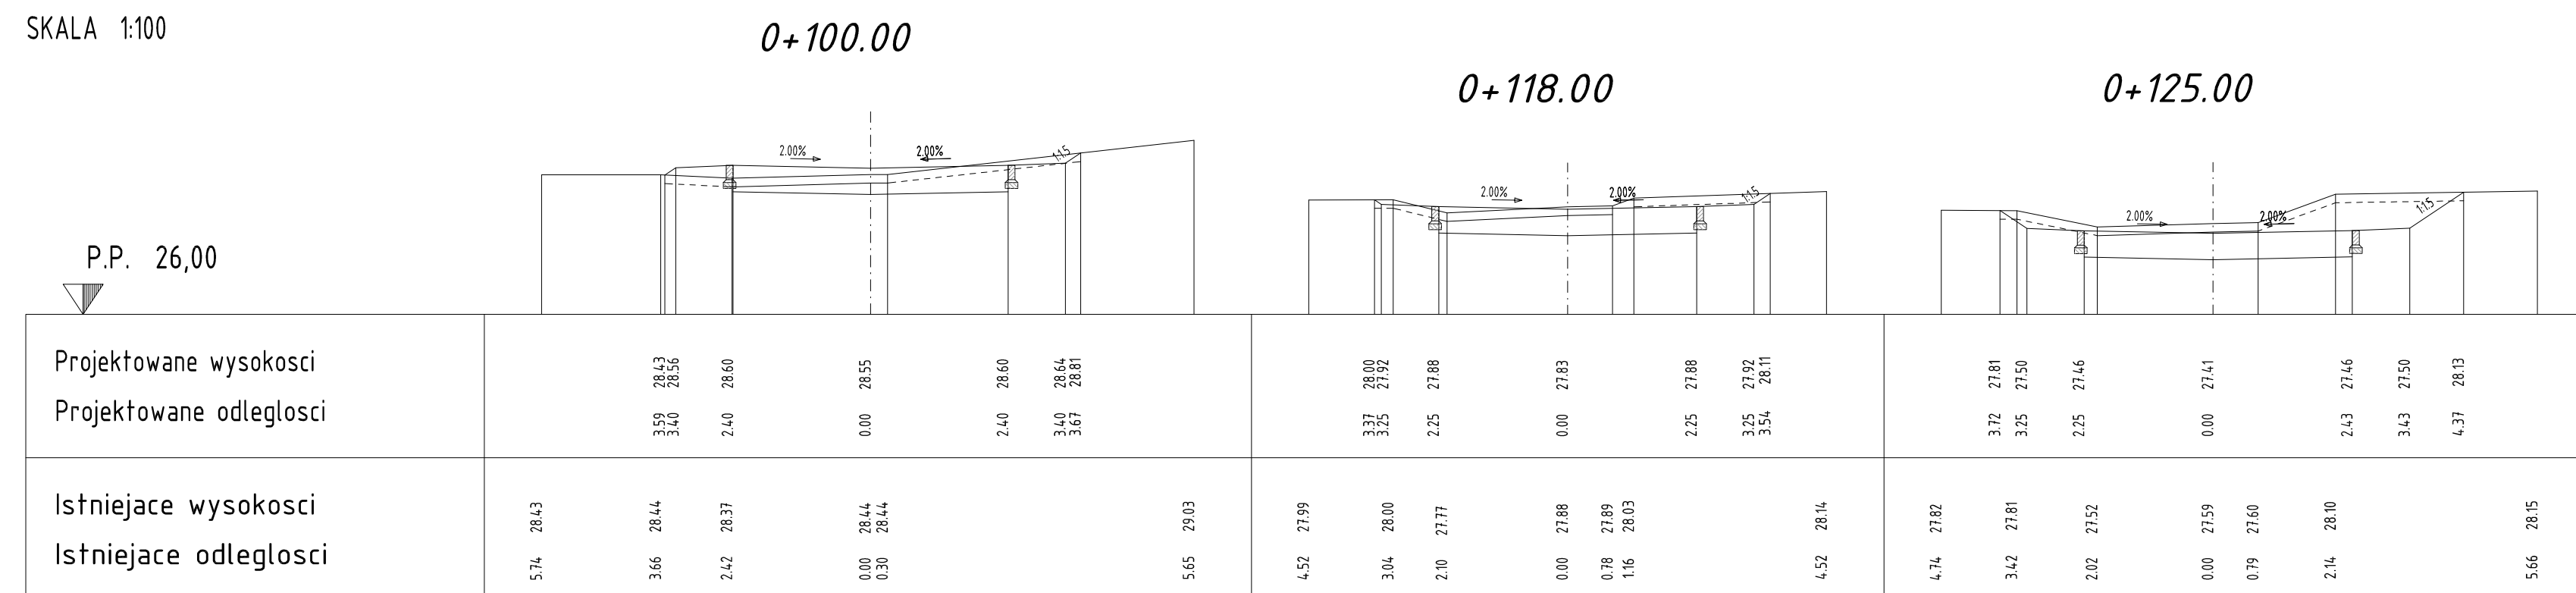 SKALA 1:100
0+100.00
0+118.00
0+125.00
2.00% 2.00% 1:1.5
2.00% 2.00% 1:1.5
2.00% 2.00% 1:1.5
P.P. 26,00
Projektowane wysokosci
28.43 28.56 28.60 28.55 28.60 28.64 28.81
28.00 27.92 27.88 27.83 27.88 27.92 28.11
27.81 27.50 27.46 27.41 27.46 27.50 28.13
Projektowane odleglosci
3.59 3.40 2.40 0.00 2.40 3.40 3.67
3.37 3.25 2.25 0.00 2.25 3.25 3.54
3.72 3.25 2.25 0.00 2.43 3.43 4.37
Istniejace wysokosci
28.43 28.44 28.37 28.44 28.44 29.03
27.99 28.00 27.77 27.88 27.89 28.03 28.14
27.82 27.81 27.52 27.59 27.60 28.10 28.15
Istniejace odleglosci
5.74 3.66 2.42 0.00 0.30 5.65
4.52 3.04 2.10 0.00 0.78 1.16 4.52
4.74 3.42 2.02 0.00 0.79 2.14 5.66